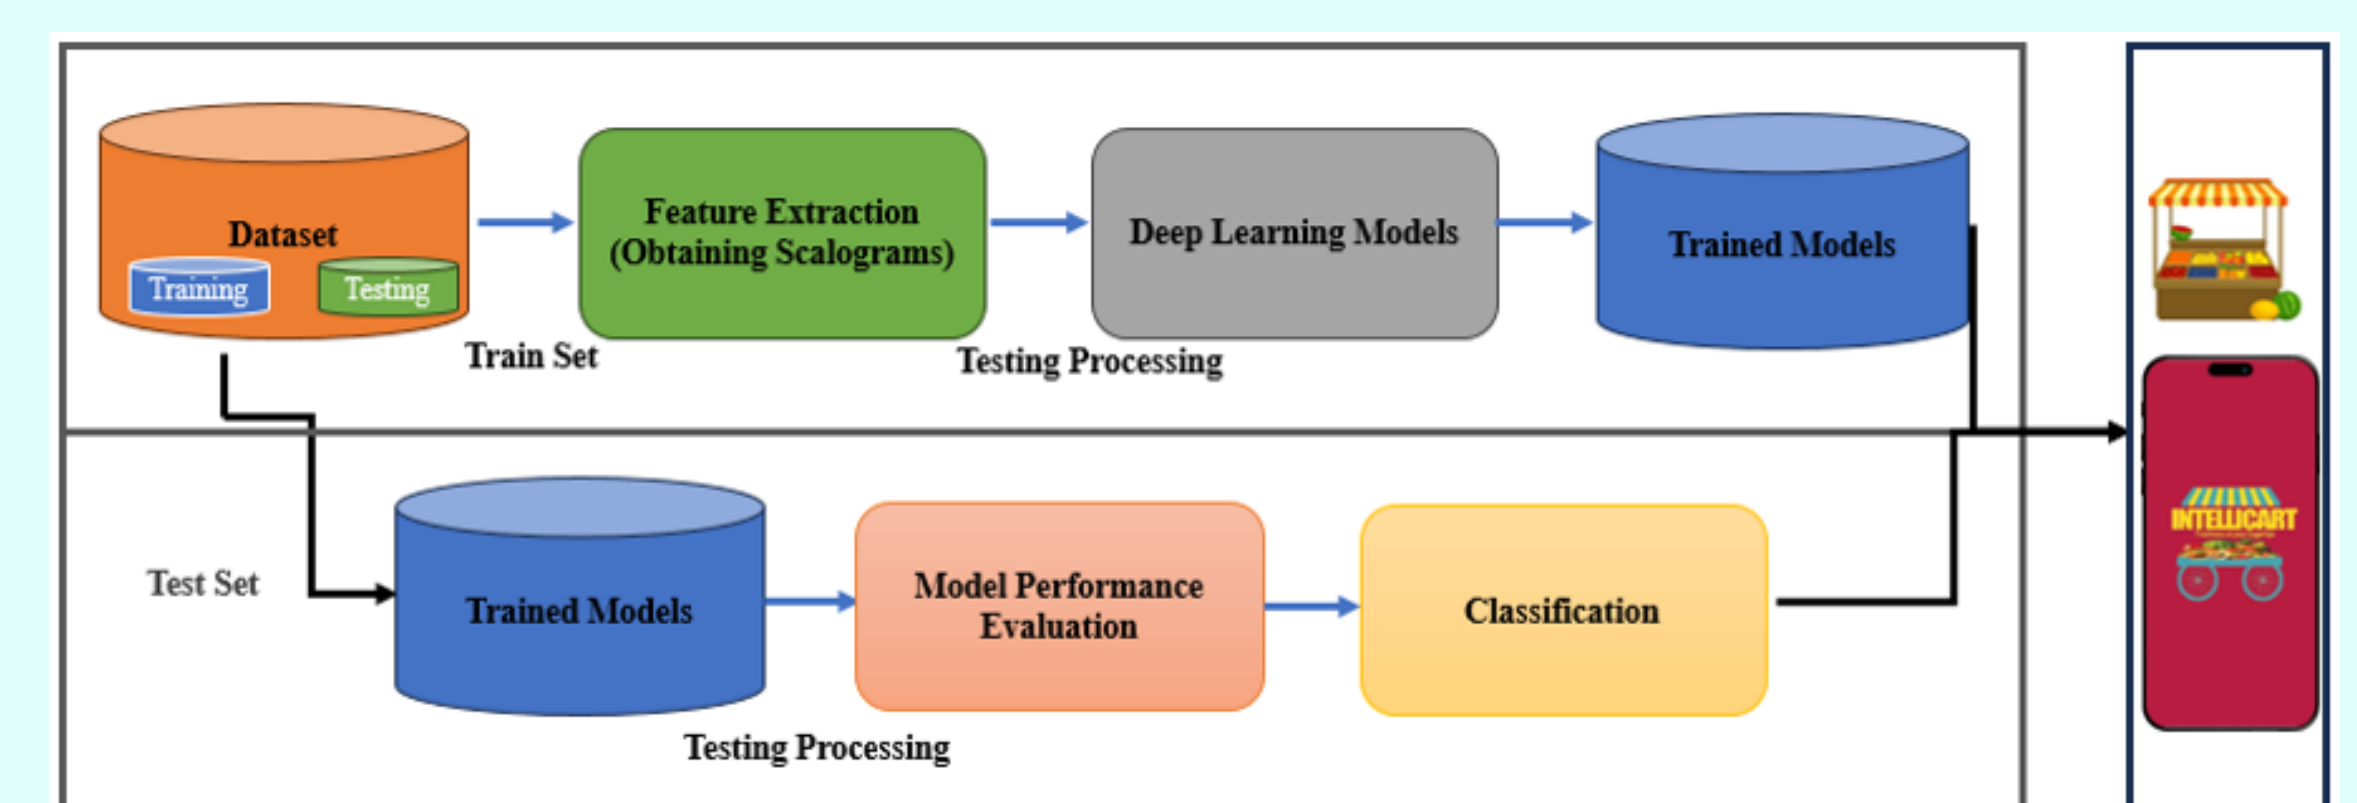 Dataset
Training
Testing
Feature Extraction
(Obtaining Scalograms)
Deep Learning Models
Trained Models
Train Set
Testing Processing
Test Set
Trained Models
Model Performance
Evaluation
Classification
Testing Processing
INTELLICART